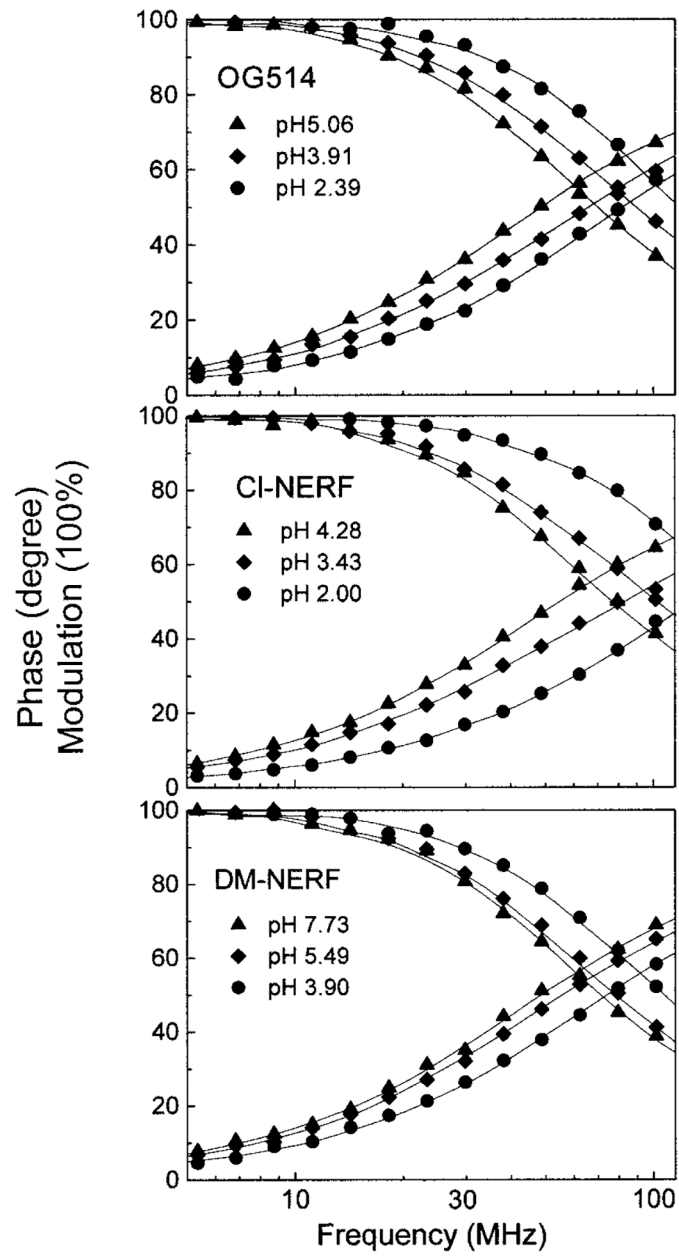 Phase (degree)
Modulation (100%)
100
80
60
40
20
0
OG514
pH5.06
pH3.91
pH 2.39
100
80
60
40
20
0
Cl-NERF
pH 4.28
pH 3.43
pH 2.00
100
80
60
40
20
0
DM-NERF
pH 7.73
pH 5.49
pH 3.90
10
30
100
Frequency (MHz)